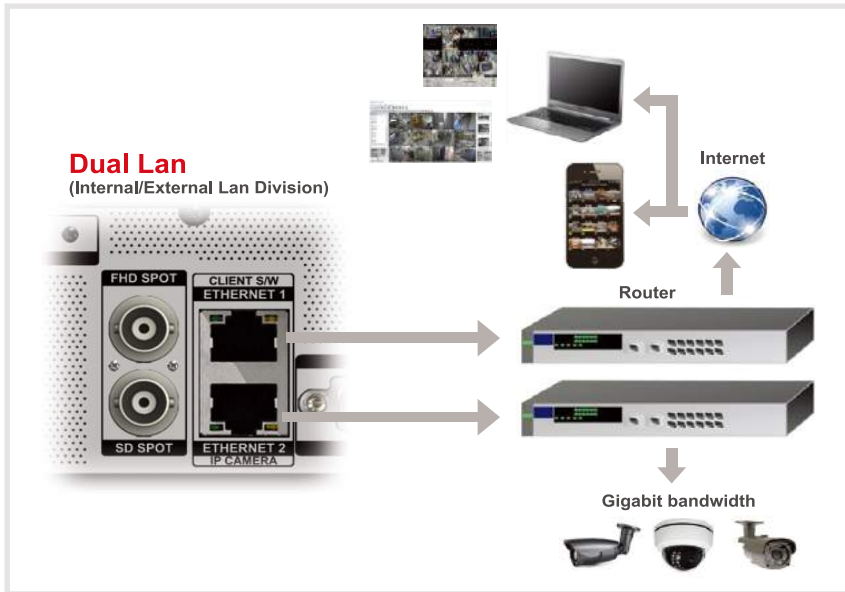 Dual Lan
(Internal/External Lan Division)
FHD SPOT
SD SPOT
CLIENT S/W
ETHERNET 1
ETHERNET 2
IP CAMERA
Internet
Router
Gigabit bandwidth